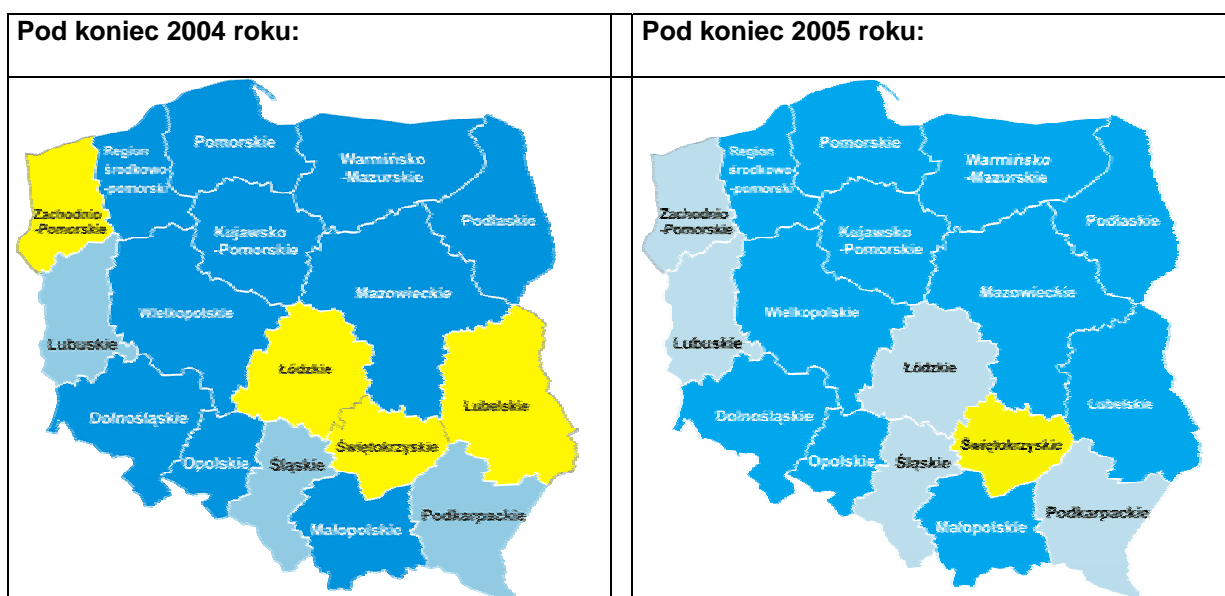 Pod koniec 2004 roku:
Pod koniec 2005 roku:
Region
środkowo
-pomorski
Pomorskie
Warmińsko
-Mazurskie
Podlaskie
Zachodnio
-Pomorskie
Kujawsko
-Pomorskie
Mazowieckie
Wielkopolskie
Lubuskie
Łódzkie
Lubelskie
Dolnośląskie
Świętokrzyskie
Opolskie
Śląskie
Podkarpackie
Małopolskie
Region
środkowo
-pomorski
Pomorskie
Warmińsko
-Mazurskie
Podlaskie
Zachodnio
-Pomorskie
Kujawsko
-Pomorskie
Mazowieckie
Wielkopolskie
Lubuskie
Łódzkie
Lubelskie
Dolnośląskie
Świętokrzyskie
Opolskie
Śląskie
Podkarpackie
Małopolskie